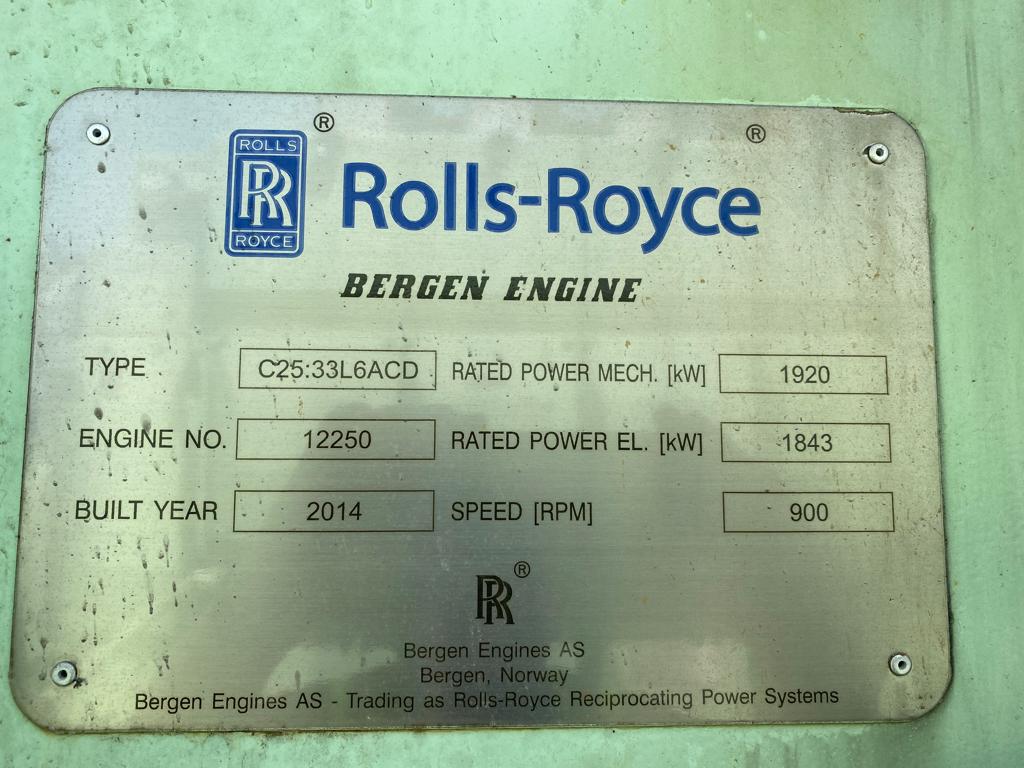 ROLLS
RR
ROYCE
®
Rolls-Royce ®
BERGEN ENGINE
TYPE C25:33L6ACD RATED POWER MECH. [kW] 1920
ENGINE NO. 12250 RATED POWER EL. [kW] 1843
BUILT YEAR 2014 SPEED [RPM] 900
RR ®
Bergen Engines AS
Bergen, Norway
Bergen Engines AS - Trading as Rolls-Royce Reciprocating Power Systems